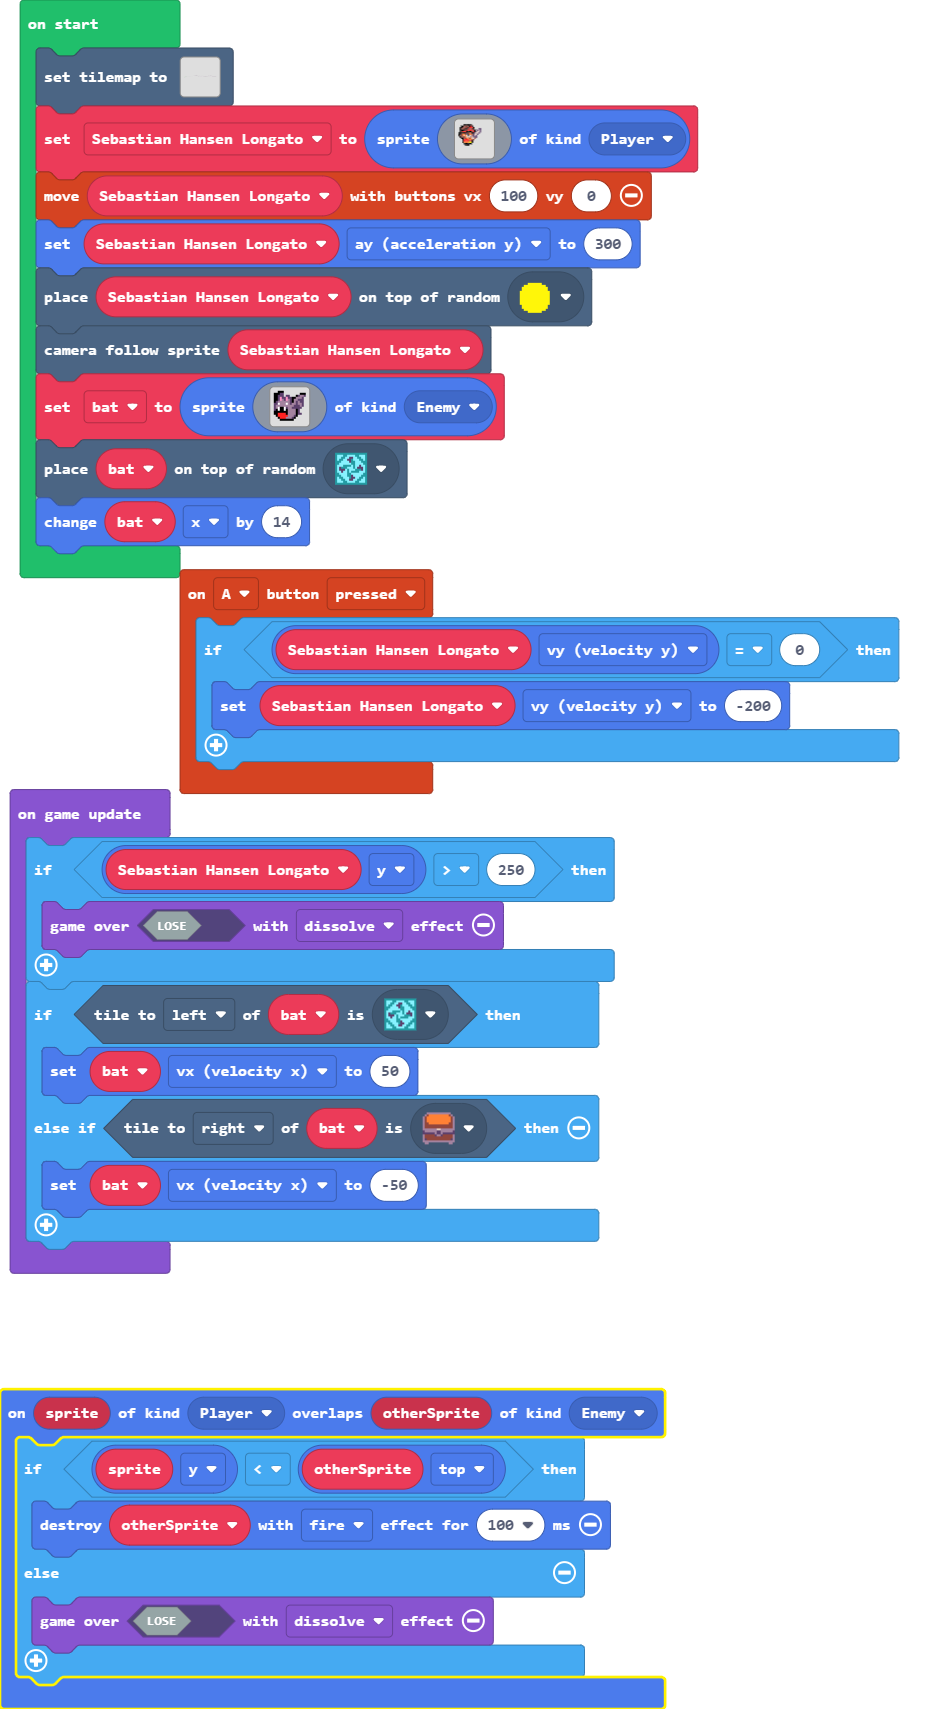 on start
set tilemap to
set Sebastian Hansen Longato to sprite of kind Player
move Sebastian Hansen Longato with buttons vx 100 vy 0
set Sebastian Hansen Longato ay (acceleration y) to 300
place Sebastian Hansen Longato on top of random
camera follow sprite Sebastian Hansen Longato
set bat to sprite of kind Enemy
place bat on top of random
change bat x by 14
on A button pressed
if Sebastian Hansen Longato vy (velocity y) = 0 then
set Sebastian Hansen Longato vy (velocity y) to -200
on game update
if Sebastian Hansen Longato y > 250 then
game over LOSE with dissolve effect
if tile to left of bat is then
set bat vx (velocity x) to 50
else if tile to right of bat is then
set bat vx (velocity x) to -50
on sprite of kind Player overlaps otherSprite of kind Enemy
if sprite y < otherSprite top then
destroy otherSprite with fire effect for 100 ms
else
game over LOSE with dissolve effect